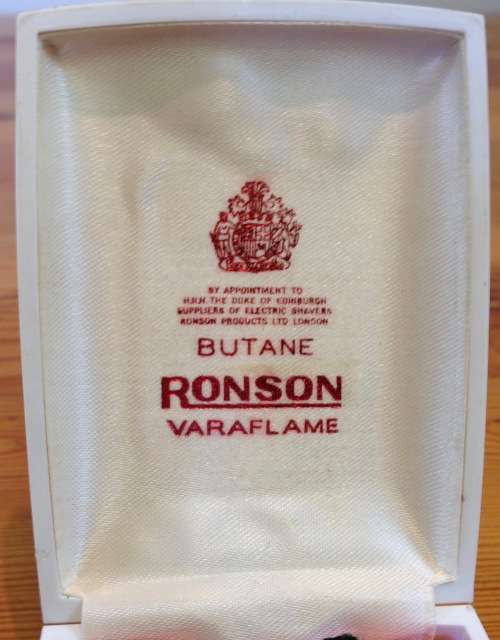 BY APPOINTMENT TO
H.R.H. THE DUKE OF EDINBURGH
SUPPLIERS OF ELECTRIC SHAVERS
RONSON PRODUCTS LTD LONDON
BUTANE
RONSON
VARAFLAME